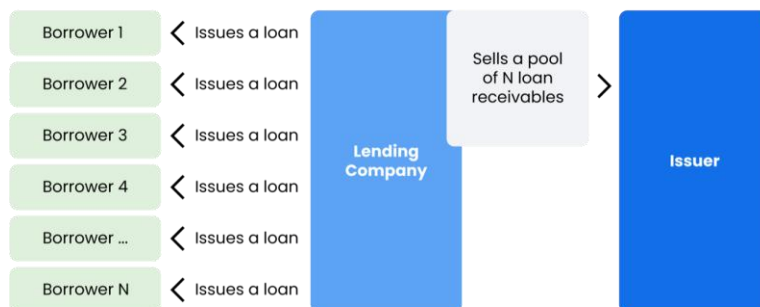 Borrower 1
Issues a loan
Borrower 2
Issues a loan
Borrower 3
Issues a loan
Borrower 4
Issues a loan
Borrower ...
Issues a loan
Borrower N
Issues a loan
Lending
Company
Sells a pool
of N loan
receivables
Issuer